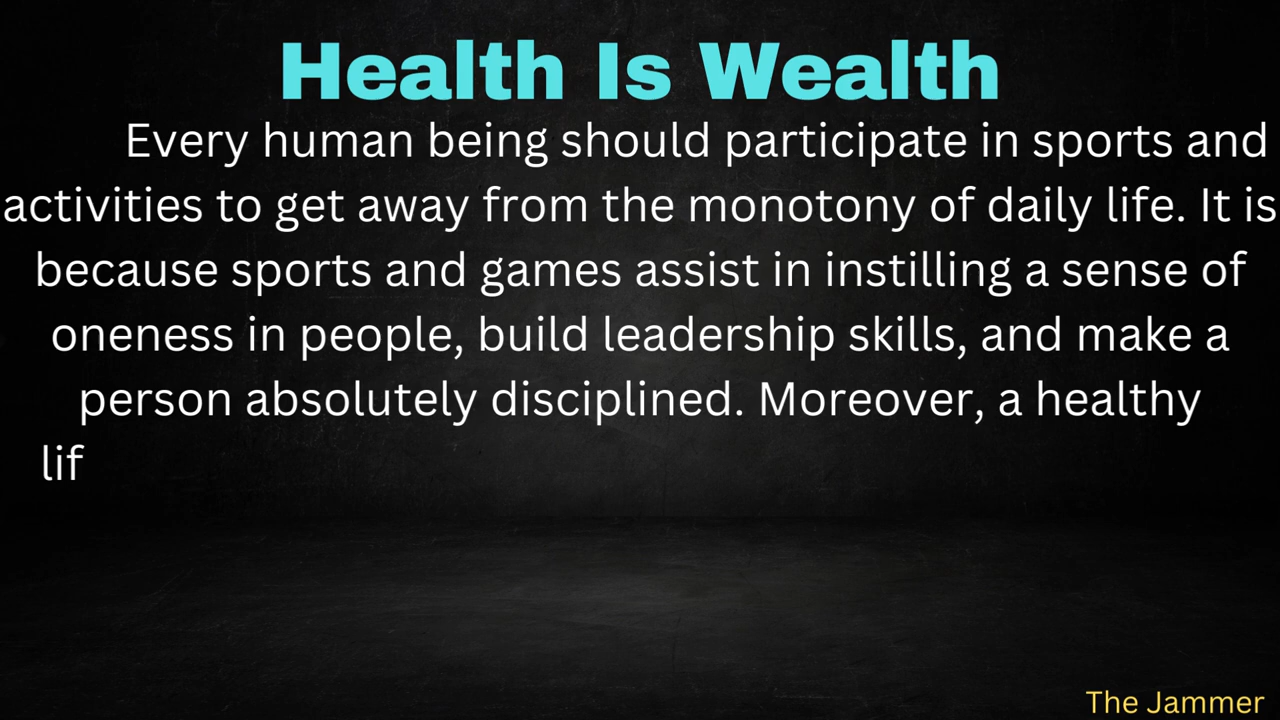 Health Is Wealth
Every human being should participate in sports and
activities to get away from the monotony of daily life. It is
because sports and games assist in instilling a sense of
oneness in people, build leadership skills, and make a
person absolutely disciplined. Moreover, a healthy
lif
The Jammer